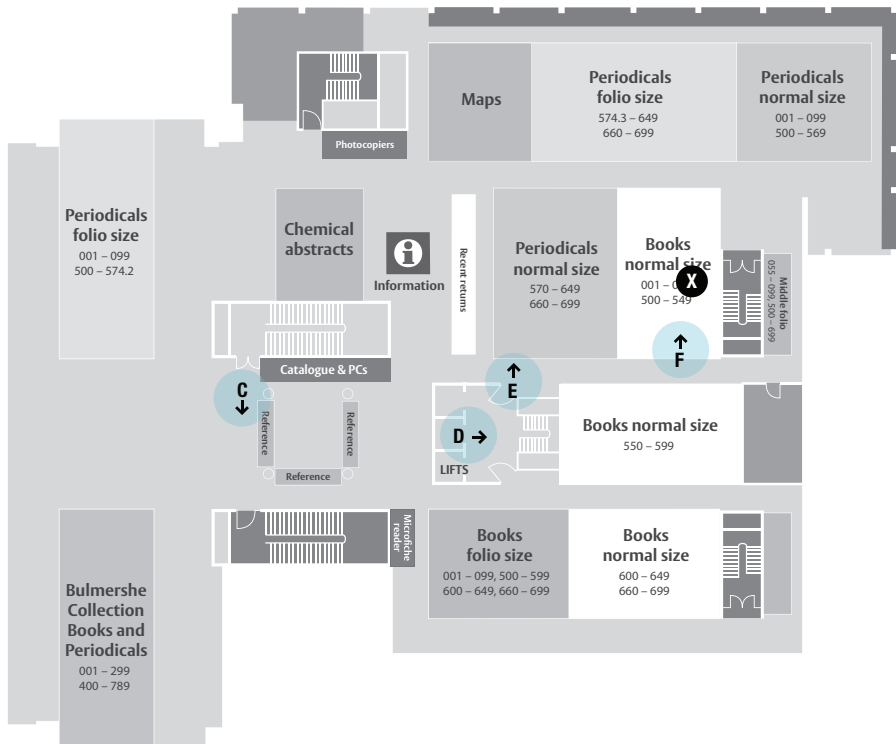 Maps
Periodicals
folio size
574.3 – 649
660 – 699
Periodicals
normal size
001 – 099
500 – 569
Photocopiers
Periodicals
folio size
001 – 099
500 – 574.2
Chemical
abstracts
Information
Recent returns
Periodicals
normal size
570 – 649
660 – 699
Books
normal size
001 – 0
500 – 549
X
Middle folio
055 – 099, 500 – 699
F
Catalogue & PCs
C
E
Reference
Reference
Reference
D
LIFTS
Books normal size
550 – 599
Microfiche
reader
Books
folio size
001 – 099, 500 – 599
600 – 649, 660 – 699
Books
normal size
600 – 649
660 – 699
Bulmershe
Collection
Books and
Periodicals
001 – 299
400 – 789